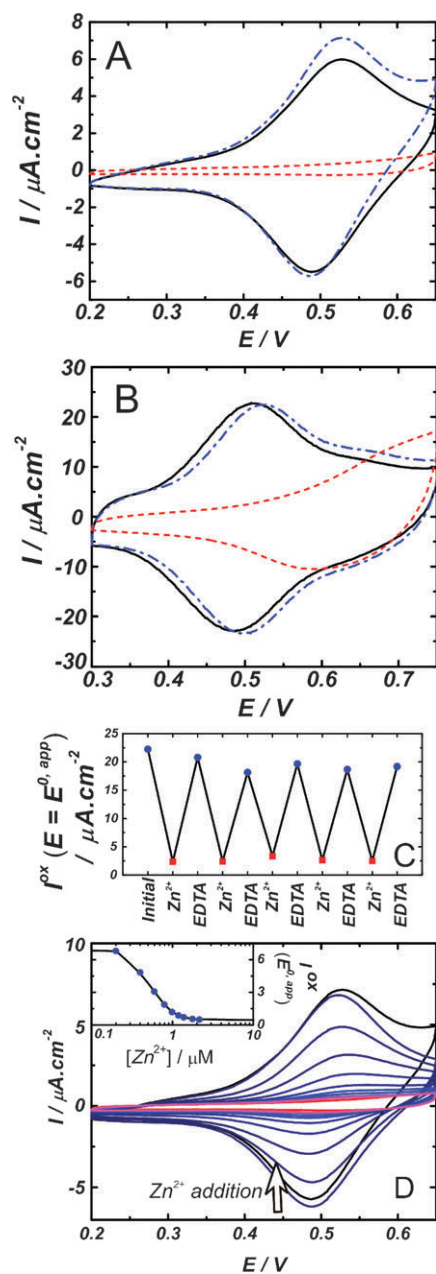 A
8
6
4
2
0
-2
-4
-6
I / μA.cm⁻²
0.2 0.3 0.4 0.5 0.6
E / V
B
30
20
10
0
-10
-20
-30
I / μA.cm⁻²
0.3 0.4 0.5 0.6 0.7
E / V
25
20
15
10
5
0
I^ox (E = E^0, app)
/ μA.cm⁻²
C
Initial
Zn²⁺
EDTA
Zn²⁺
EDTA
Zn²⁺
EDTA
Zn²⁺
EDTA
Zn²⁺
EDTA
10
5
0
-5
I / μA.cm⁻²
6
3
0
I^ox
(E^0, app)
0.1 1 10
[Zn²⁺] / μM
Zn²⁺ addition
D
0.2 0.3 0.4 0.5 0.6
E / V